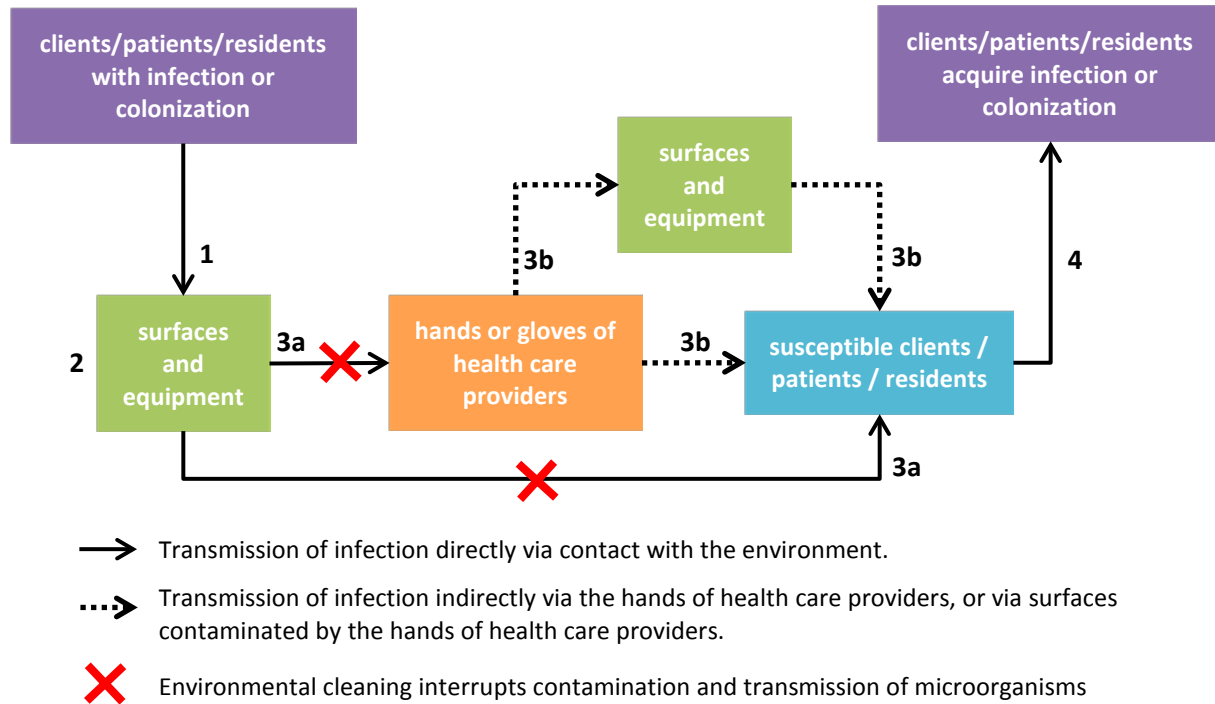 clients/patients/residents
with infection or
colonization
clients/patients/residents
acquire infection or
colonization
surfaces
and
equipment
1
3b
3b
4
2
surfaces
and
equipment
3a
hands or gloves of
health care
providers
3b
susceptible clients /
patients / residents
3a
Transmission of infection directly via contact with the environment.
Transmission of infection indirectly via the hands of health care providers, or via surfaces
contaminated by the hands of health care providers.
Environmental cleaning interrupts contamination and transmission of microorganisms